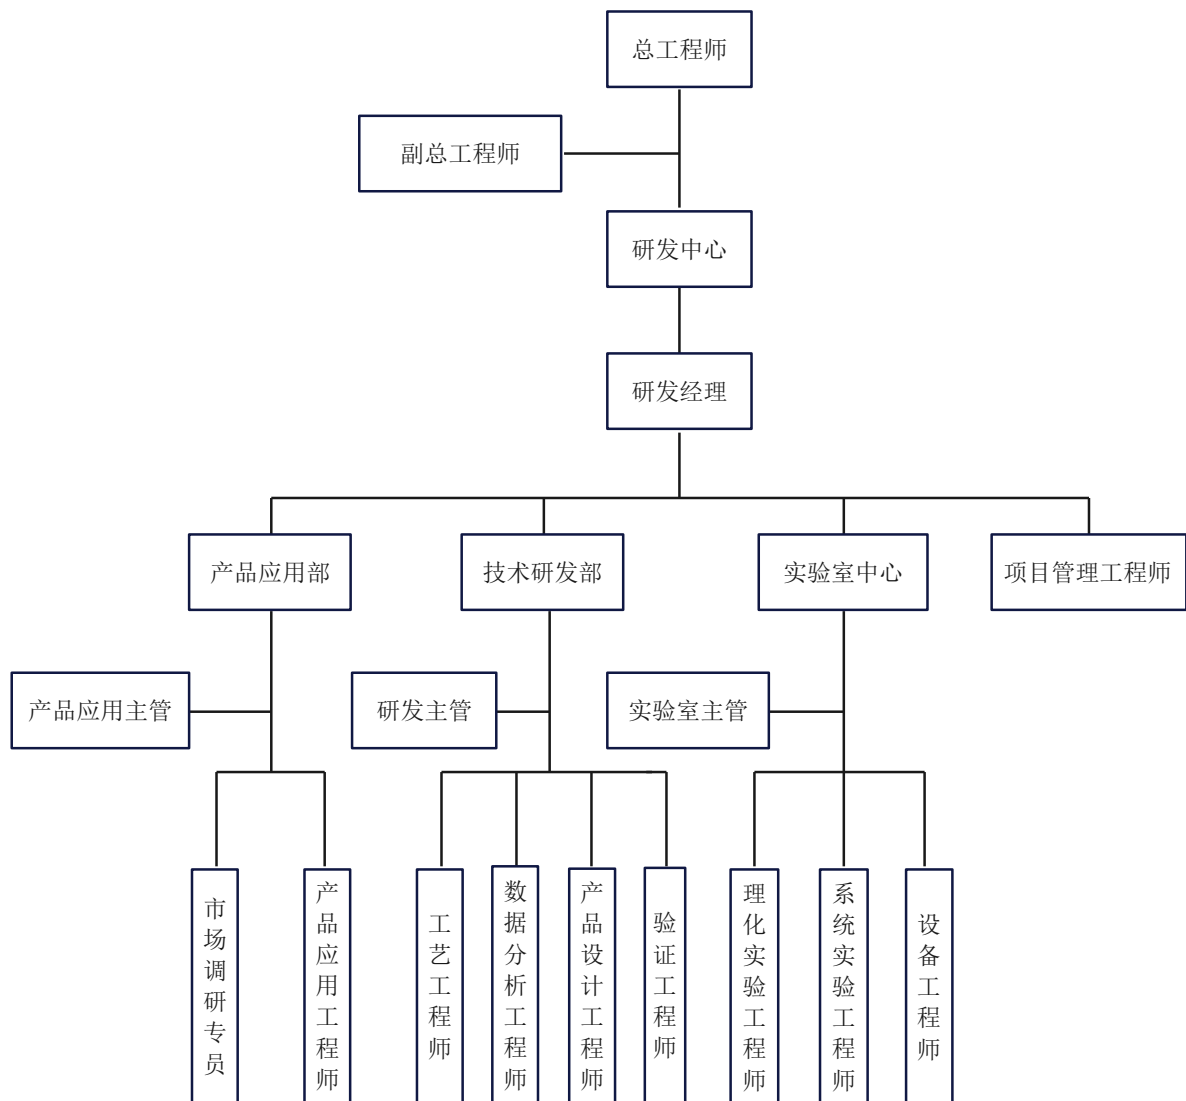 总工程师
副总工程师
研发中心
研发经理
产品应用部
技术研发部
实验室中心
项目管理工程师
产品应用主管
研发主管
实验室主管
市场调研专员
产品应用工程师
工艺工程师
数据分析工程师
产品设计工程师
验证工程师
理化实验工程师
系统实验工程师
设备工程师